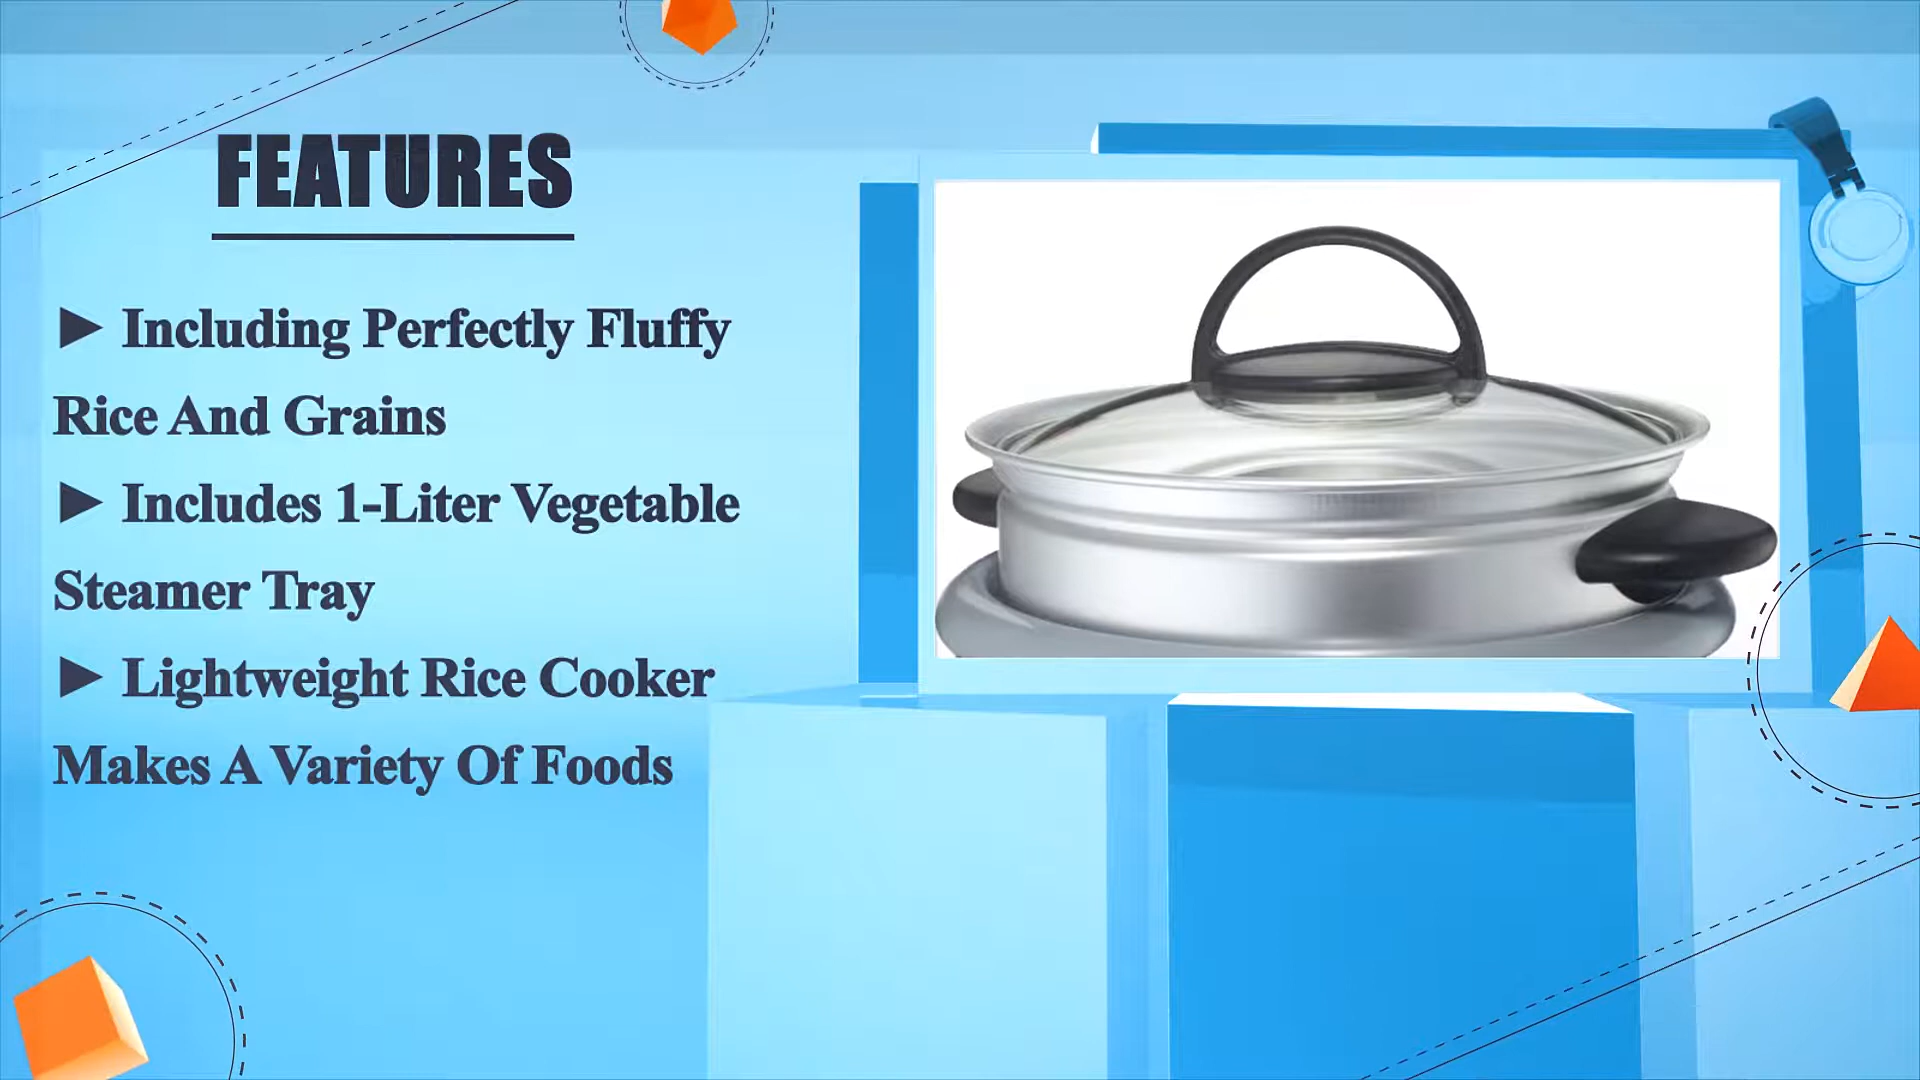 FEATURES
► Including Perfectly Fluffy
Rice And Grains
► Includes 1-Liter Vegetable
Steamer Tray
► Lightweight Rice Cooker
Makes A Variety Of Foods